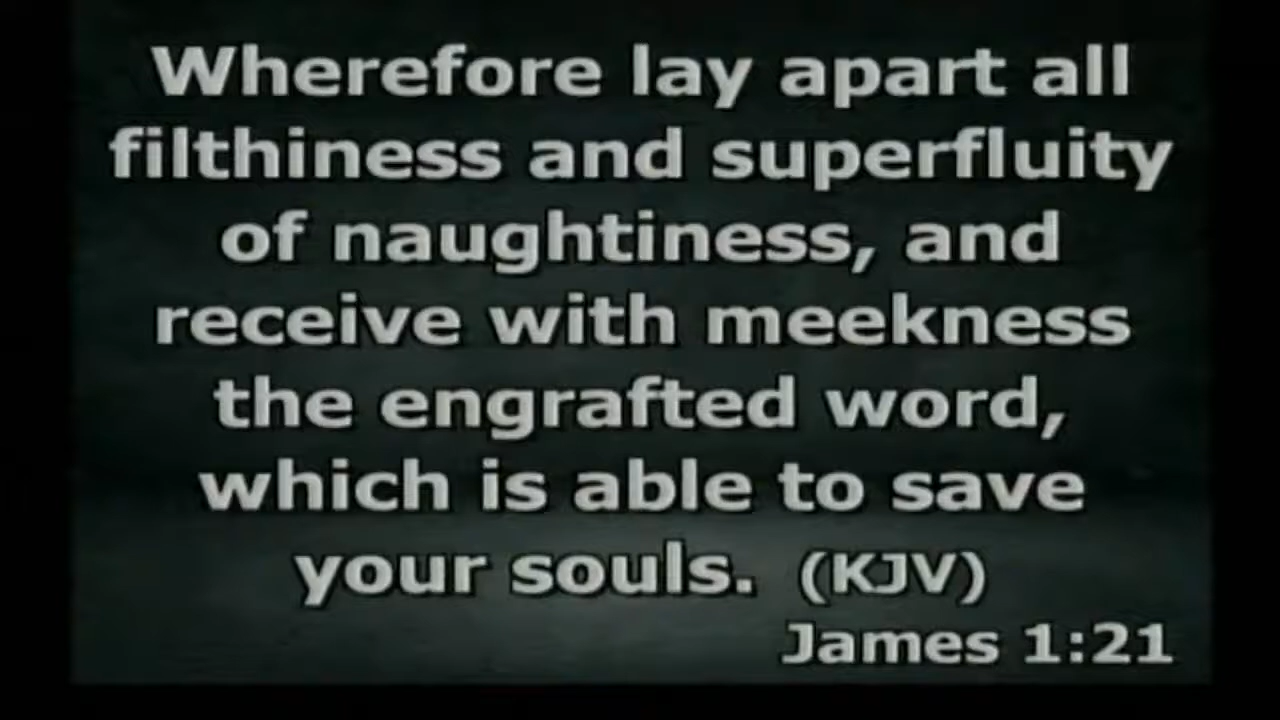 Wherefore lay apart all
filthiness and superfluity
of naughtiness, and
receive with meekness
the engrafted word,
which is able to save
your souls. (KJV)
James 1:21